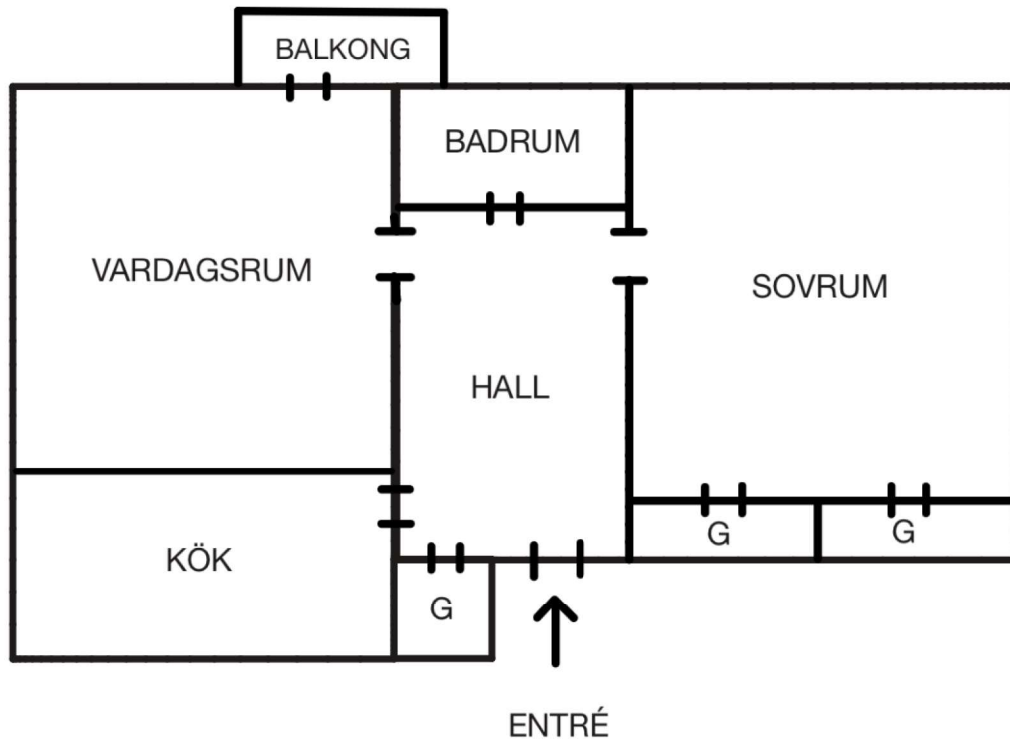 BALKONG
BADRUM
VARDAGSRUM
SOVRUM
HALL
KÖK
G
G
G
ENTRÉ